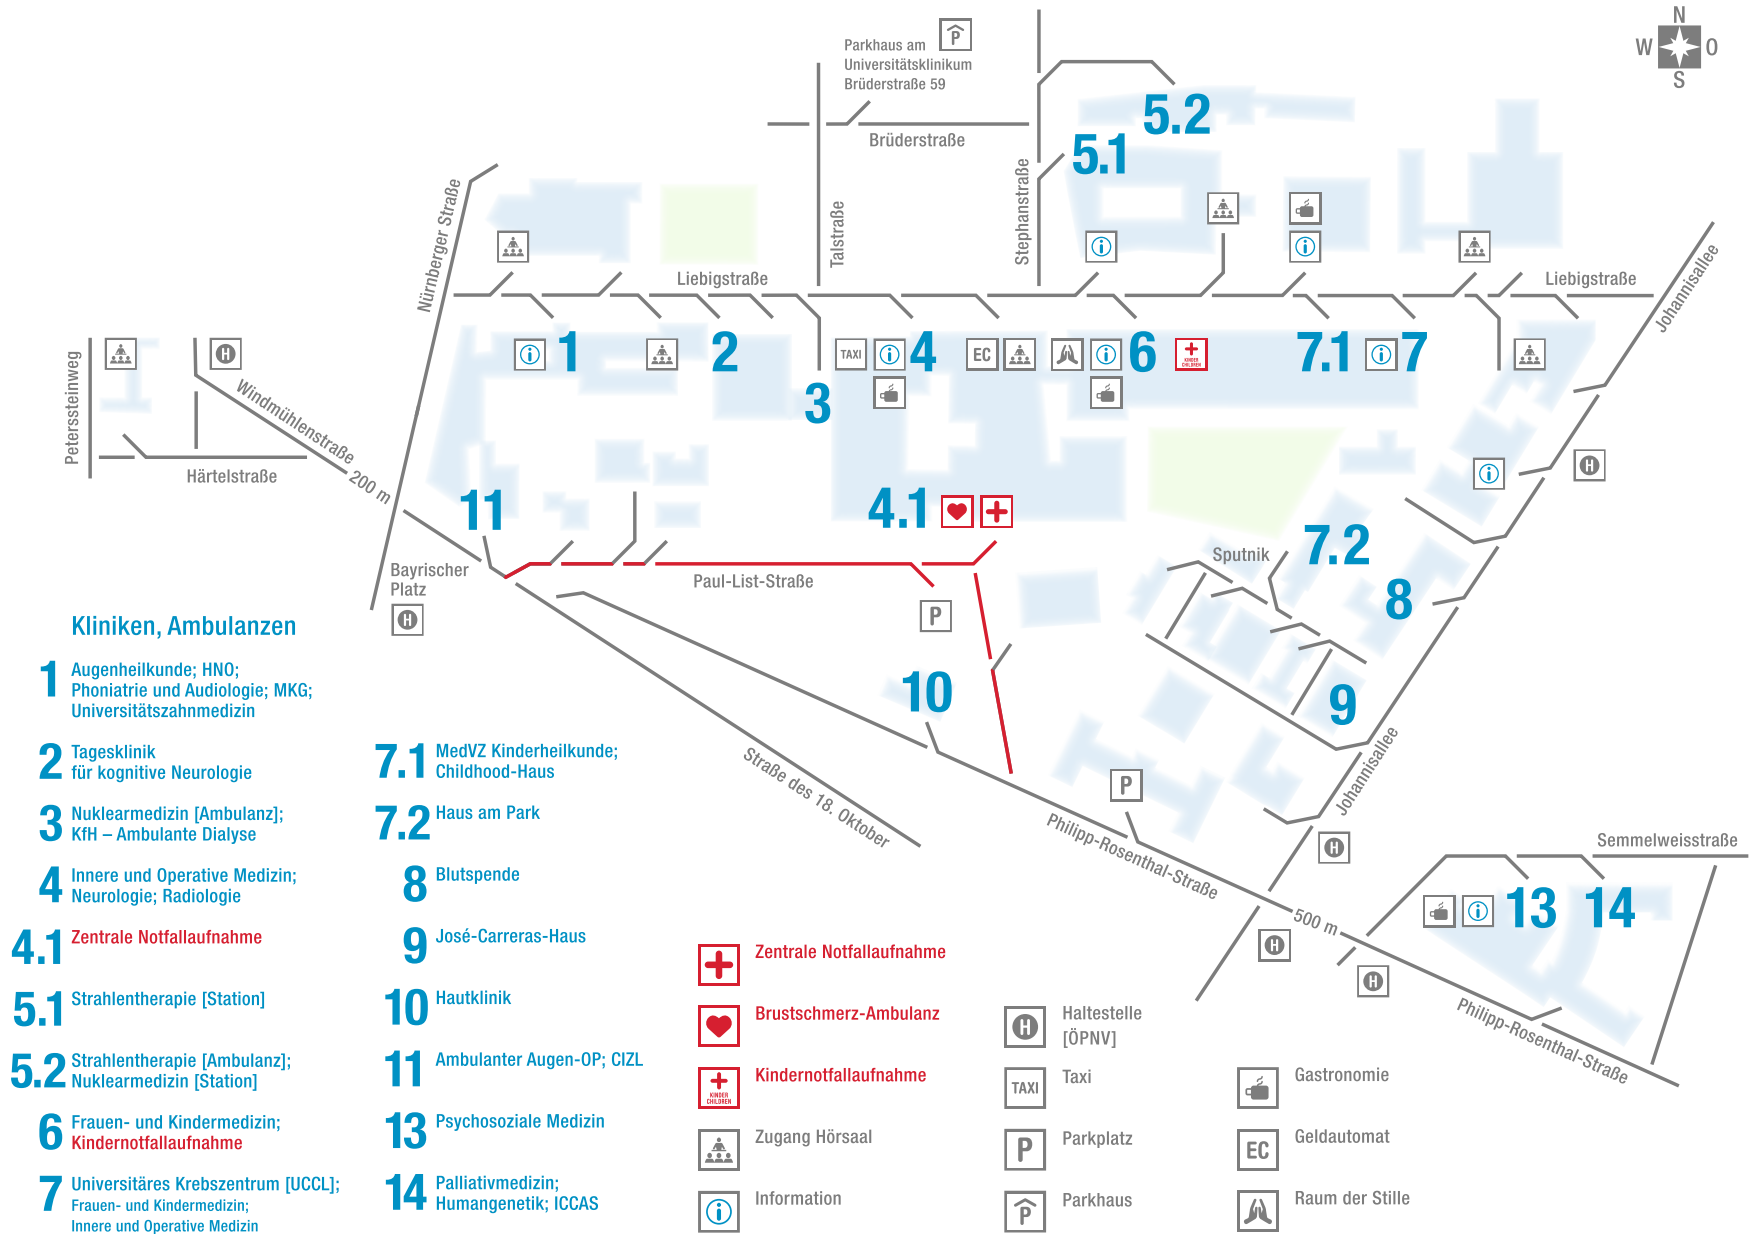 N
W O
S
Parkhaus am
Universitätsklinikum
Brüderstraße 59
P
Brüderstraße
Talstraße
Stephanstraße
Nürnberger Straße
Liebigstraße
Liebigstraße
Johannisallee
5.2
5.1
i
i
i
1
2
TAXI
i
4
EC
i
6
KINDER
CHILDREN
7.1
i
7
3
Peterssteinweg
H
Windmühlenstraße
200 m
Härtelstraße
i
H
11
4.1
Sputnik
7.2
Bayrischer
Platz
H
Paul-List-Straße
P
8
10
9
Straße des 18. Oktober
P
Johannisallee
Philipp-Rosenthal-Straße
H
Semmelweisstraße
500 m
H
H
i
13
14
Philipp-Rosenthal-Straße
Kliniken, Ambulanzen
1 Augenheilkunde; HNO;
Phoniatrie und Audiologie; MKG;
Universitätszahnmedizin
2 Tagesklinik
für kognitive Neurologie
3 Nuklearmedizin [Ambulanz];
KfH – Ambulante Dialyse
4 Innere und Operative Medizin;
Neurologie; Radiologie
4.1 Zentrale Notfallaufnahme
5.1 Strahlentherapie [Station]
5.2 Strahlentherapie [Ambulanz];
Nuklearmedizin [Station]
6 Frauen- und Kindermedizin;
Kindernotfallaufnahme
7 Universitäres Krebszentrum [UCCL];
Frauen- und Kindermedizin;
Innere und Operative Medizin
7.1 MedVZ Kinderheilkunde;
Childhood-Haus
7.2 Haus am Park
8 Blutspende
9 José-Carreras-Haus
10 Hautklinik
11 Ambulanter Augen-OP; CIZL
13 Psychosoziale Medizin
14 Palliativmedizin;
Humangenetik; ICCAS
Zentrale Notfallaufnahme
Brustschmerz-Ambulanz
KINDER
CHILDREN
Kindernotfallaufnahme
Zugang Hörsaal
i Information
H Haltestelle
[ÖPNV]
TAXI Taxi
P Parkplatz
P Parkhaus
Gastronomie
EC Geldautomat
Raum der Stille